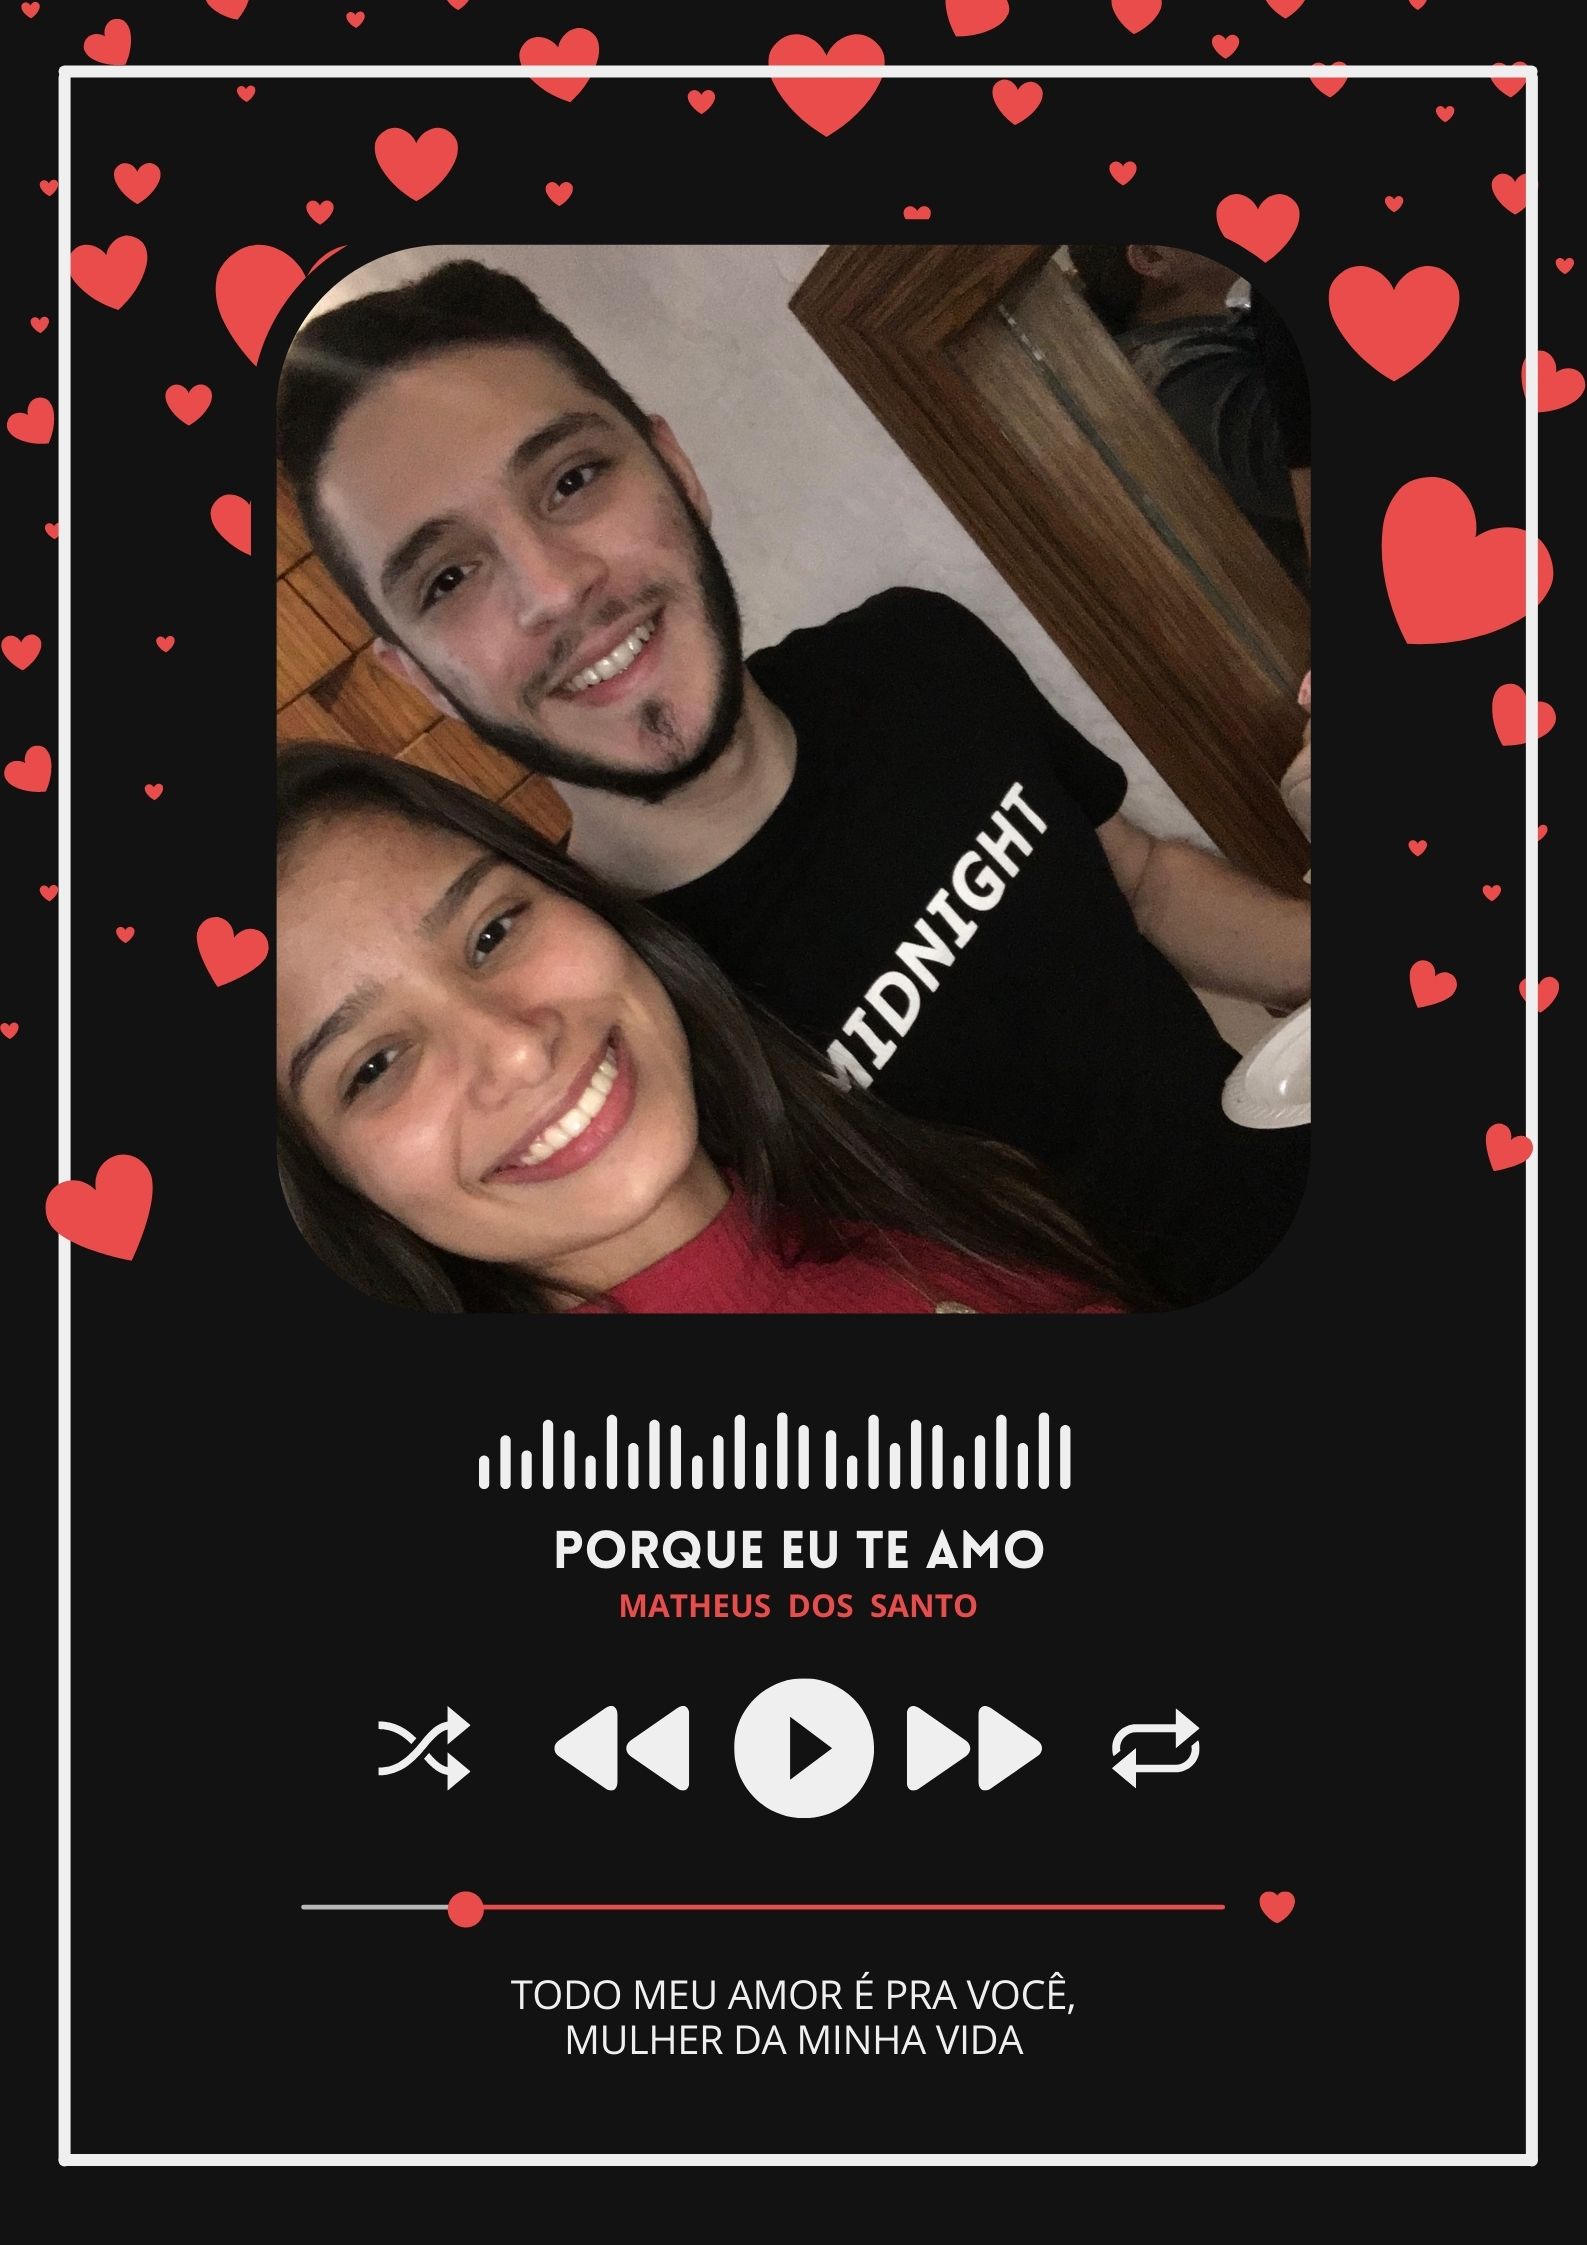 MIDNIGHT
PORQUE EU TE AMO
MATHEUS DOS SANTO
TODO MEU AMOR É PRA VOCÊ,
MULHER DA MINHA VIDA